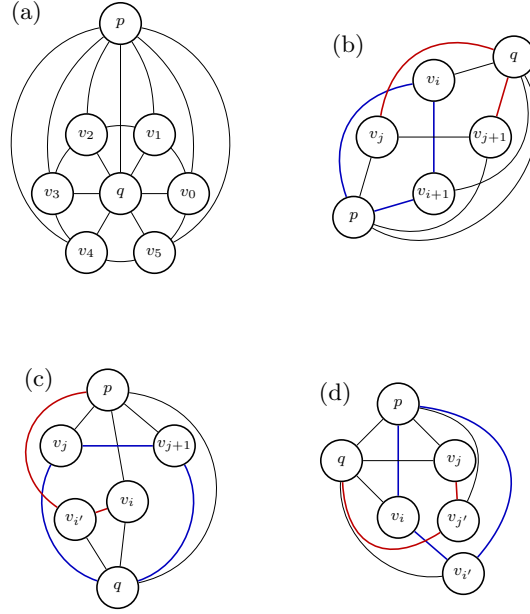 (a)
p
v₂ v₁
v₃ q v₀
v₄ v₅
(b)
q
vᵢ
vⱼ vⱼ₊₁
vᵢ₊₁
p
(c)
p
vⱼ vⱼ₊₁
vᵢ
vᵢ′
q
(d)
p
q vⱼ
vᵢ vⱼ′
vᵢ′